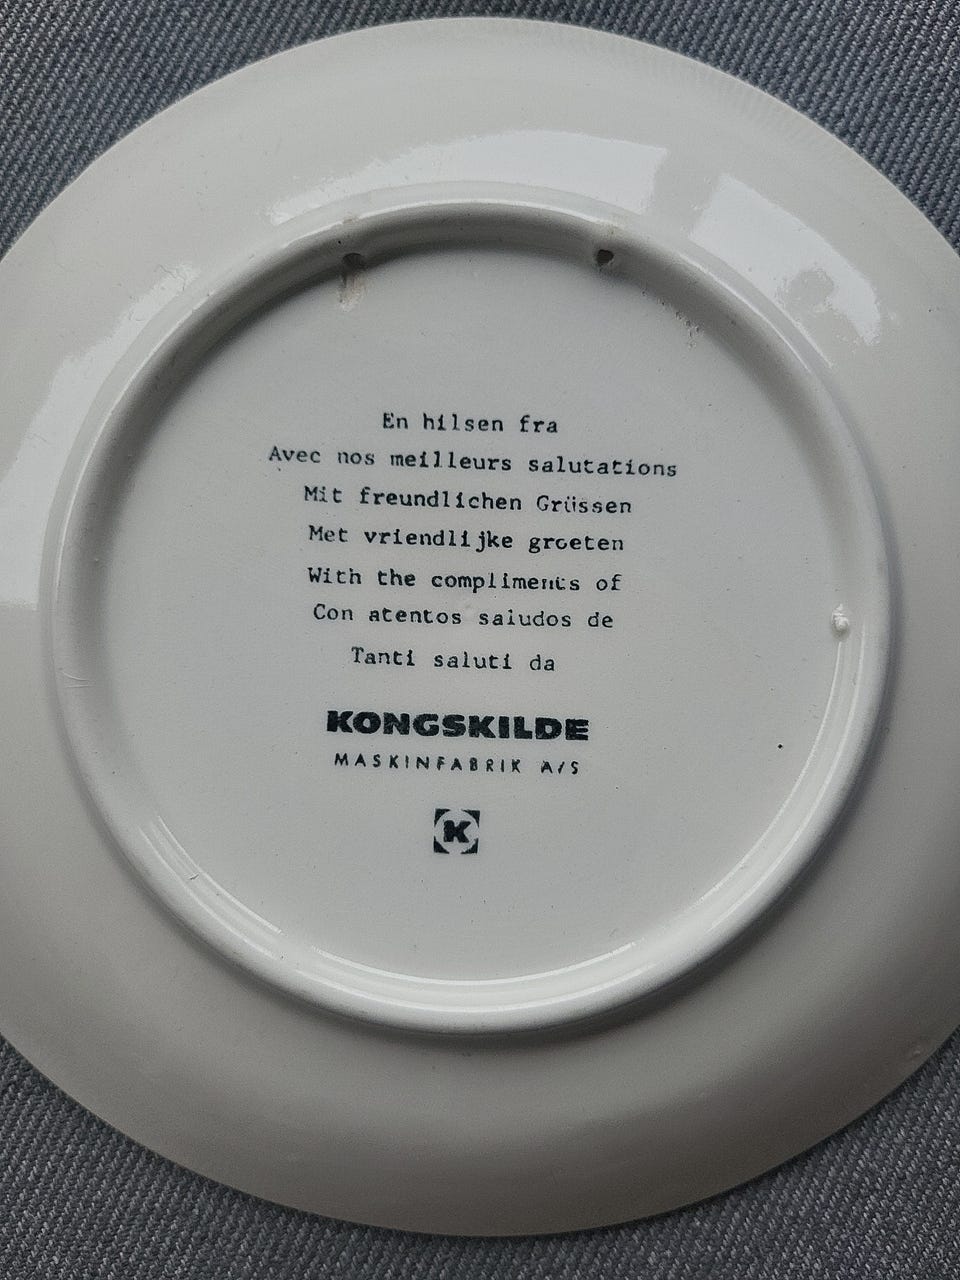 En hilsen fra
Avec nos meilleurs salutations
Mit freundlichen Grüssen
Met vriendlijke groeten
With the compliments of
Con atentos saludos de
Tanti saluti da
KONGSKILDE
MASKINFABRIK A/S
K